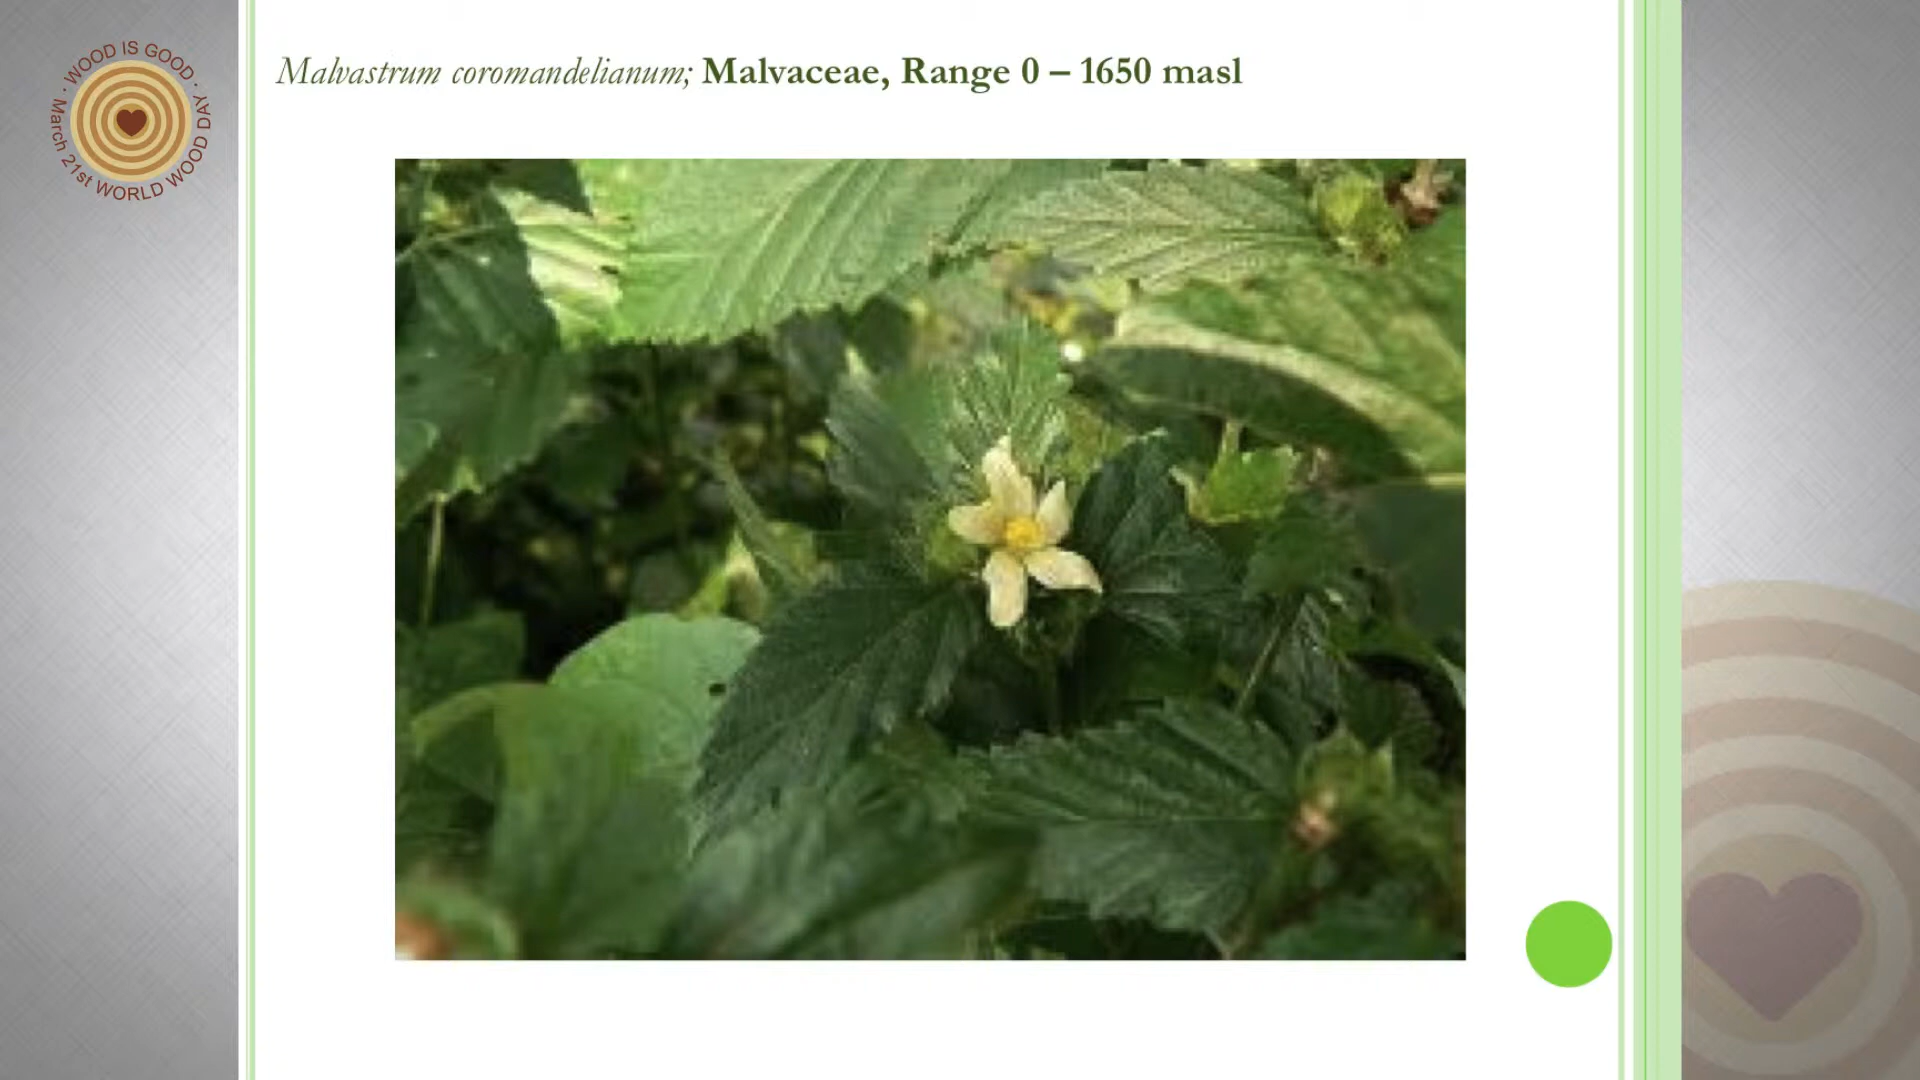 WOOD IS GOOD · March 21st WORLD WOOD DAY ·
Malvastrum coromandelianum; Malvaceae, Range 0 – 1650 masl